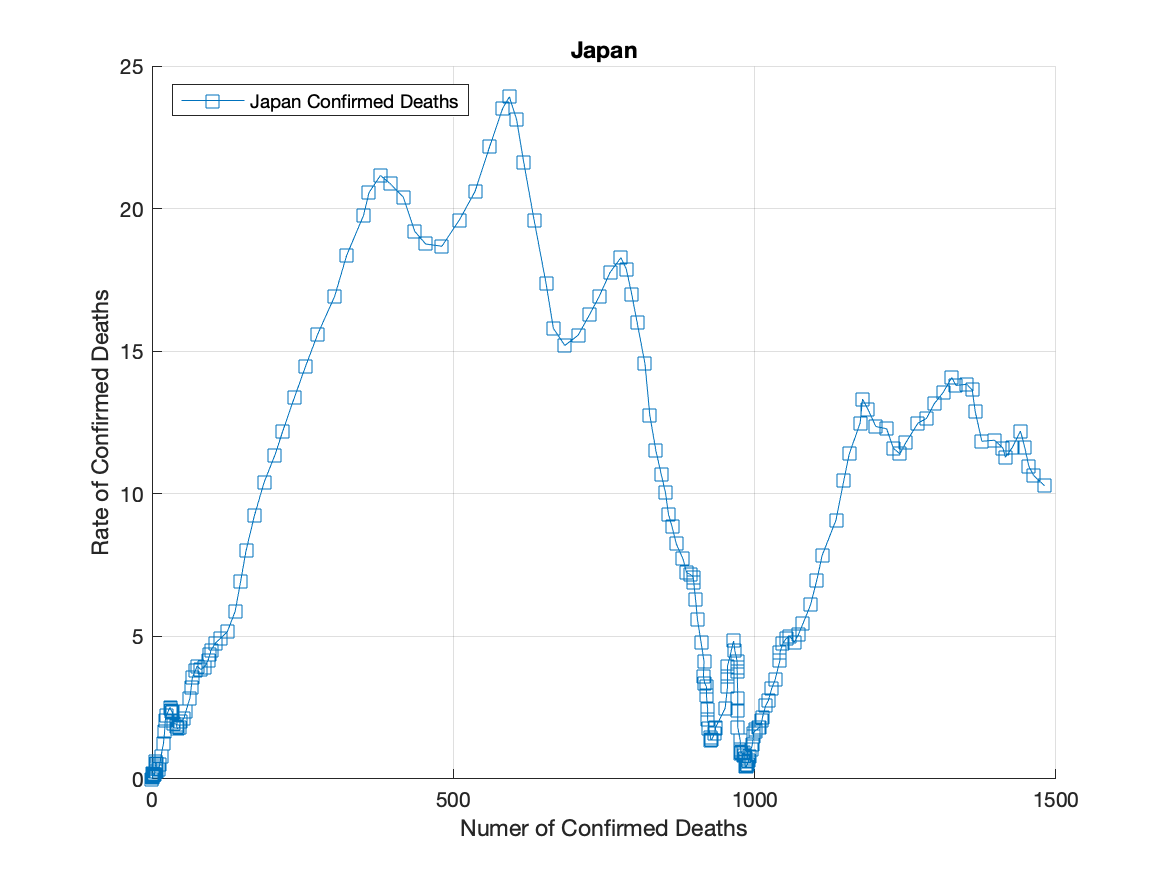 Japan
Japan Confirmed Deaths
25
20
15
10
5
0
0 500 1000 1500
Rate of Confirmed Deaths
Numer of Confirmed Deaths